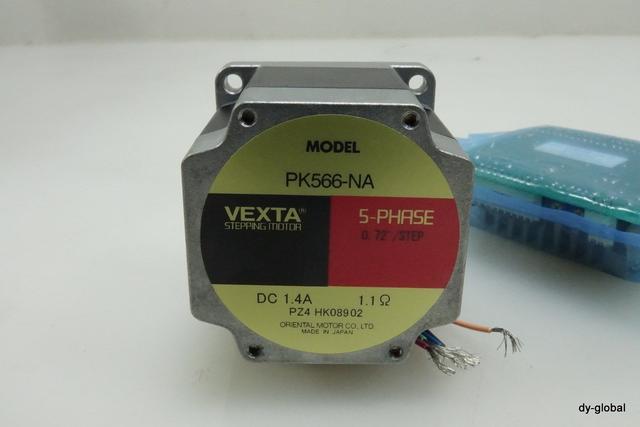 MODEL
PK566-NA
VEXTA®
STEPPING MOTOR
5-PHASE
0.72°/STEP
DC 1.4A 1.1Ω
PZ4 HK08902
ORIENTAL MOTOR CO., LTD.
MADE IN JAPAN
dy-global